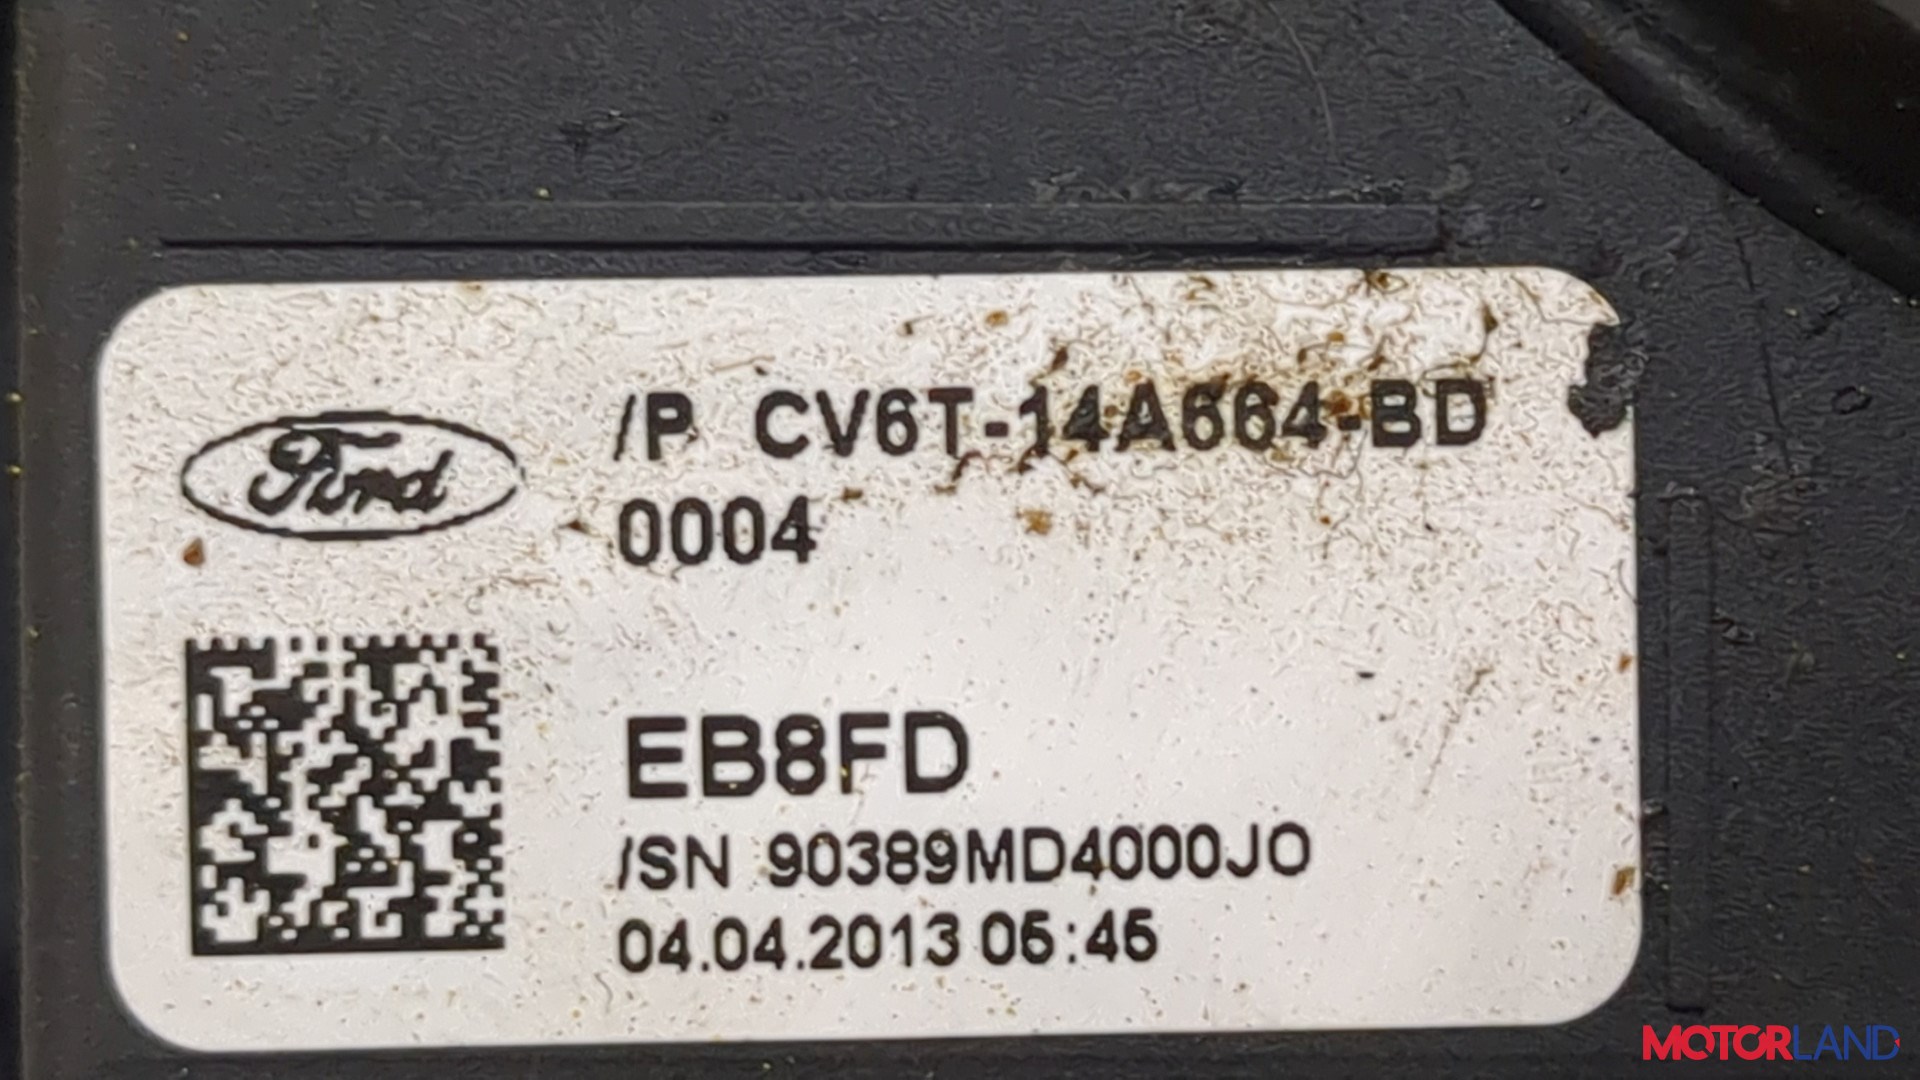 Ford
/P CV6T-14A664-BD
0004
EB8FD
/SN 90389MD4000JO
04.04.2013 05:45
MOTORLAND